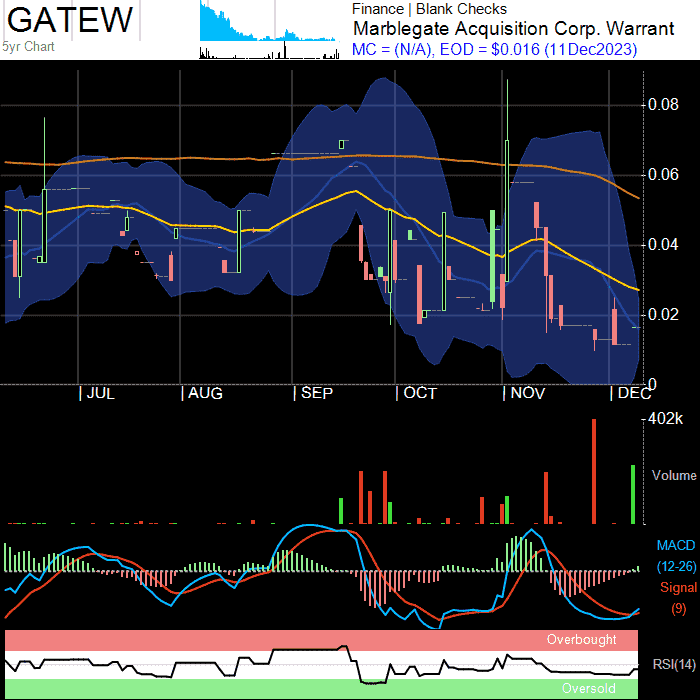 GATEW
5yr Chart
Finance | Blank Checks
Marblegate Acquisition Corp. Warrant
MC = (N/A), EOD = $0.016 (11Dec2023)
0.08
0.06
0.04
0.02
0
| JUL | AUG | SEP | OCT | NOV | DEC
402k
Volume
MACD
(12-26)
Signal
(9)
Overbought
RSI(14)
Oversold